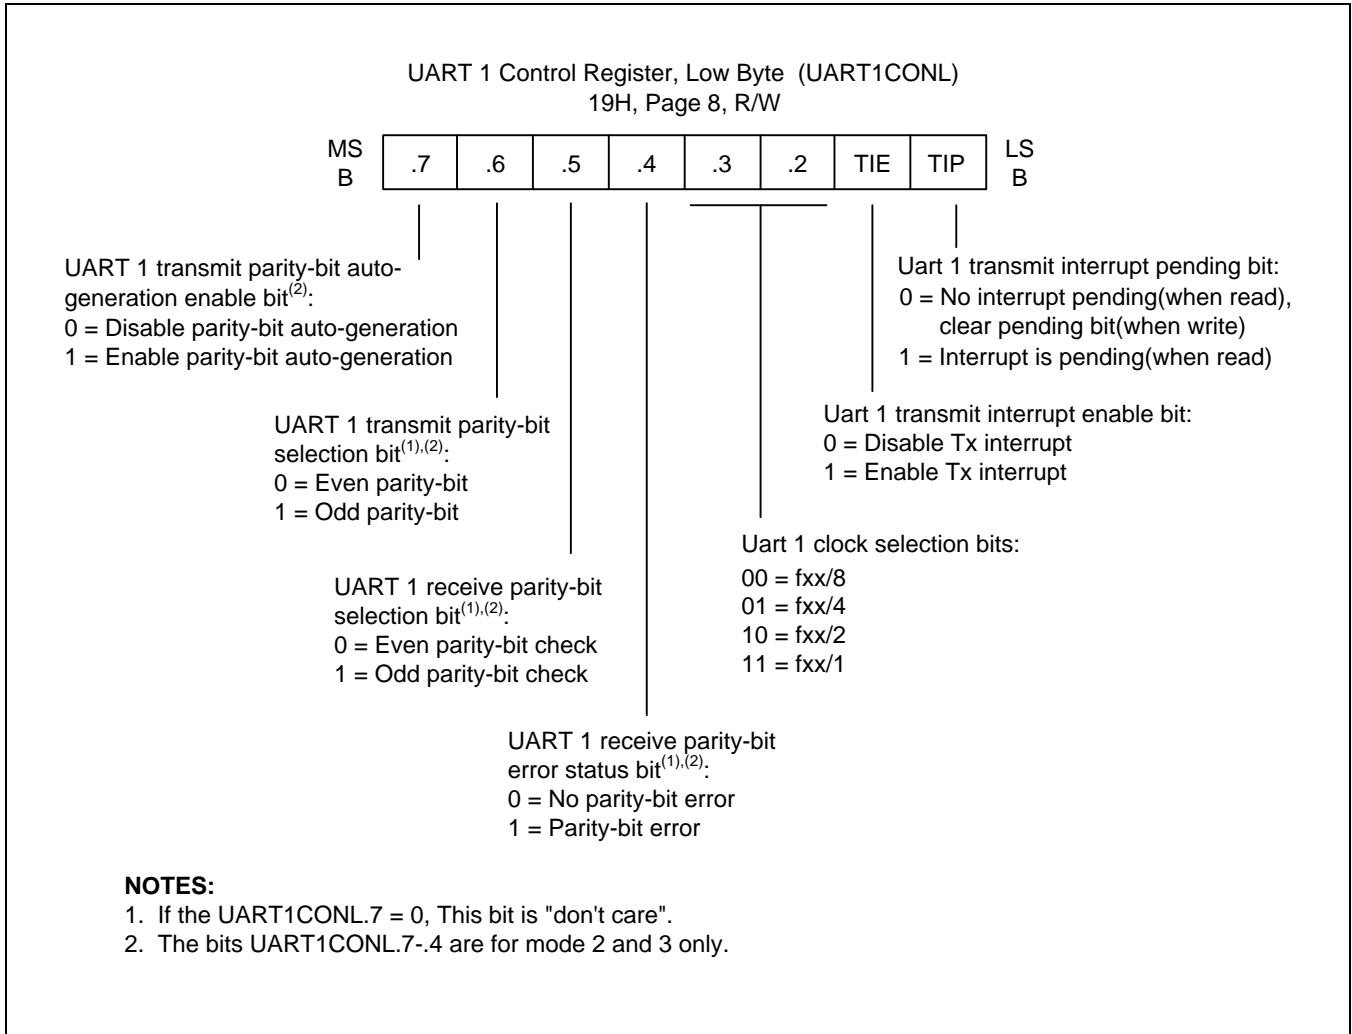 UART 1 Control Register, Low Byte (UART1CONL)
19H, Page 8, R/W
MS
B
.7 .6 .5 .4 .3 .2 TIE TIP
LS
B
UART 1 transmit parity-bit auto-
generation enable bit(2):
0 = Disable parity-bit auto-generation
1 = Enable parity-bit auto-generation
Uart 1 transmit interrupt pending bit:
0 = No interrupt pending(when read),
clear pending bit(when write)
1 = Interrupt is pending(when read)
UART 1 transmit parity-bit
selection bit(1),(2):
0 = Even parity-bit
1 = Odd parity-bit
Uart 1 transmit interrupt enable bit:
0 = Disable Tx interrupt
1 = Enable Tx interrupt
UART 1 receive parity-bit
selection bit(1),(2):
0 = Even parity-bit check
1 = Odd parity-bit check
Uart 1 clock selection bits:
00 = fxx/8
01 = fxx/4
10 = fxx/2
11 = fxx/1
UART 1 receive parity-bit
error status bit(1),(2):
0 = No parity-bit error
1 = Parity-bit error
NOTES:
1. If the UART1CONL.7 = 0, This bit is "don't care".
2. The bits UART1CONL.7-.4 are for mode 2 and 3 only.